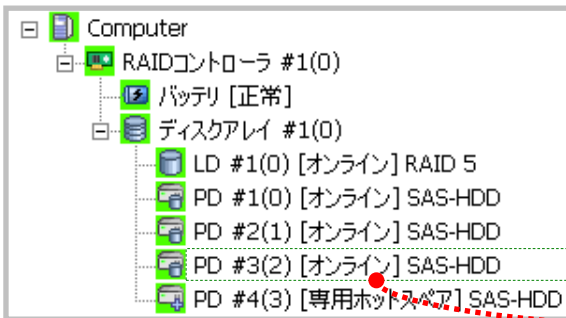 Computer
RAIDコントローラ #1(0)
バッテリ [正常]
ディスクアレイ #1(0)
LD #1(0) [オンライン] RAID 5
PD #1(0) [オンライン] SAS-HDD
PD #2(1) [オンライン] SAS-HDD
PD #3(2) [オンライン] SAS-HDD
PD #4(3) [専用ホットスペア] SAS-HDD